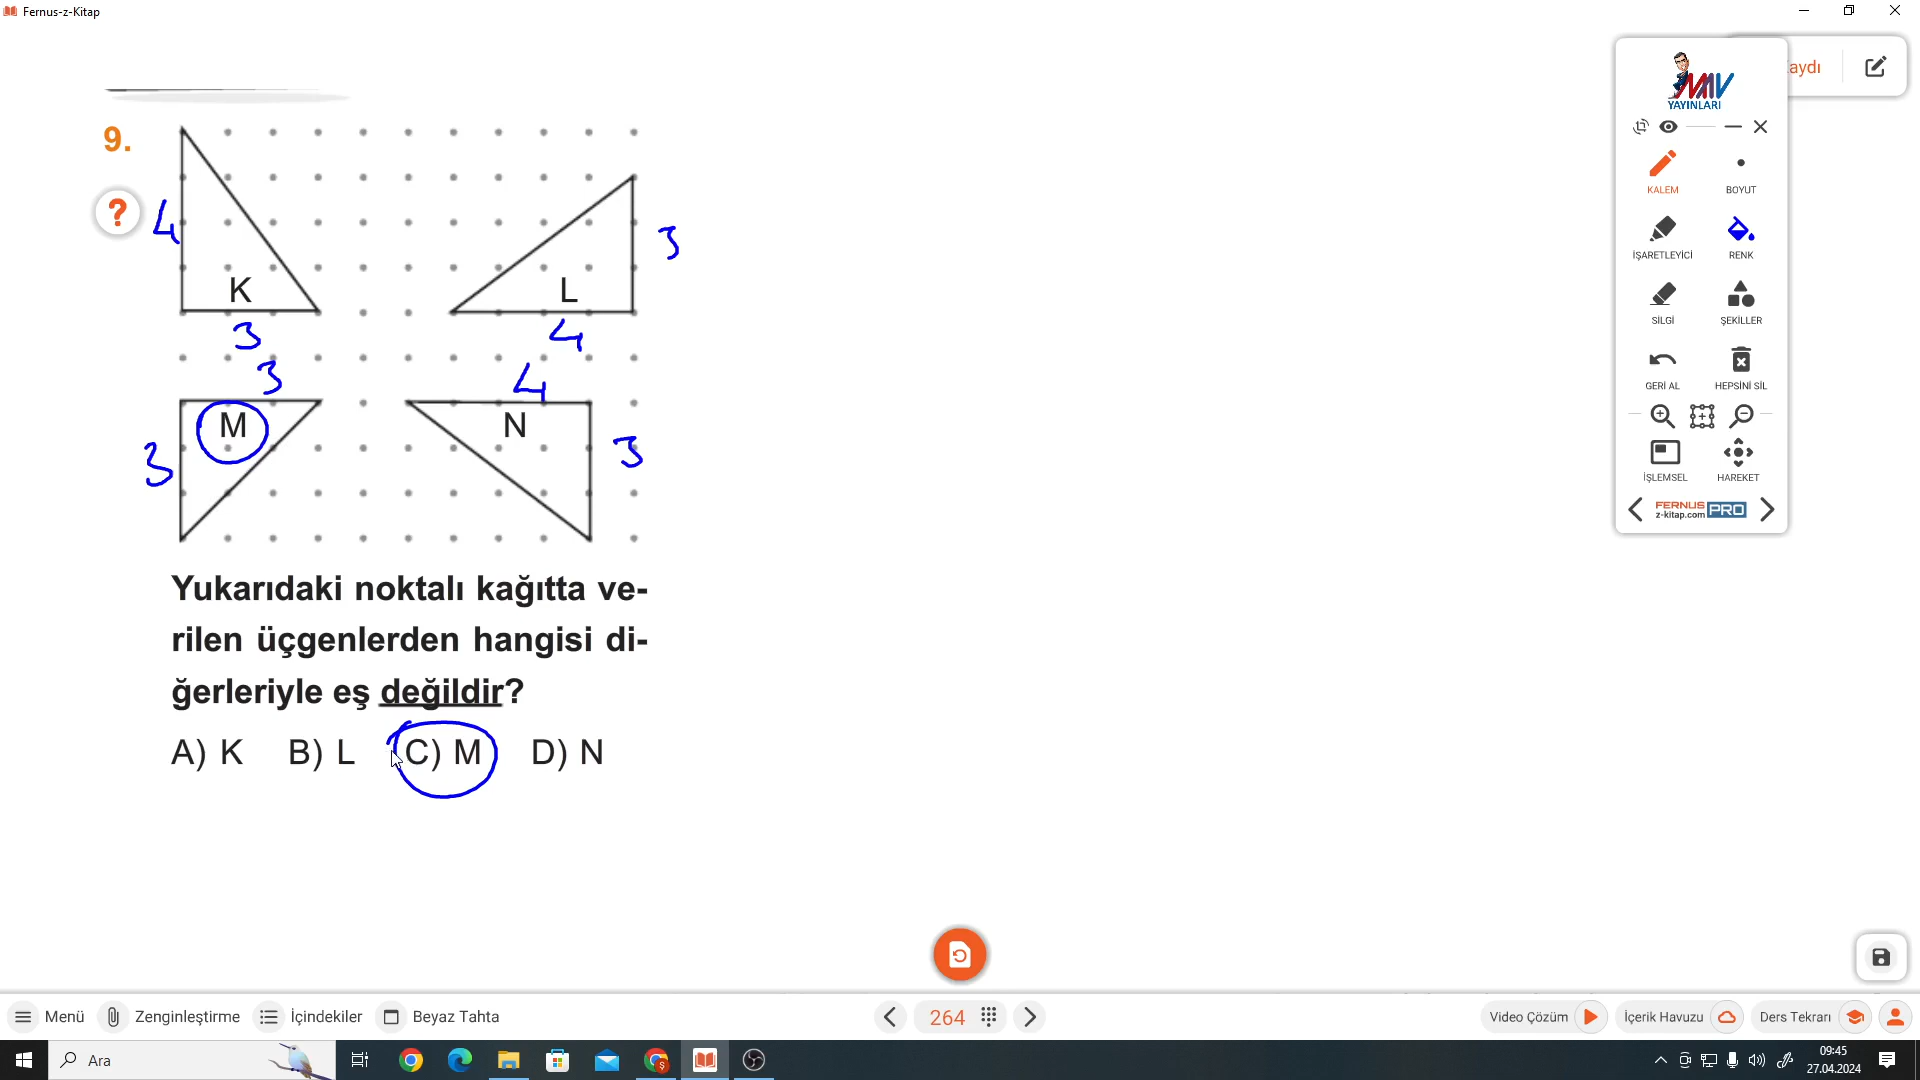 Fernus-z-Kitap
aydı
MMV
YAYINLARI
9.
?
4
K
3
L
3
4
3
M
3
4
N
3
KALEM
BOYUT
İŞARETLEYİCİ
RENK
SİLGİ
ŞEKİLLER
GERİ AL
HEPSİNİ SİL
İŞLEMSEL
HAREKET
FERNUS
z-kitap.com
PRO
Yukarıdaki noktalı kağıtta ve-
rilen üçgenlerden hangisi di-
ğerleriyle eş değildir?
A) K B) L C) M D) N
Menü Zenginleştirme İçindekiler Beyaz Tahta
264
Video Çözüm İçerik Havuzu Ders Tekrarı
Ara
09:45
27.04.2024